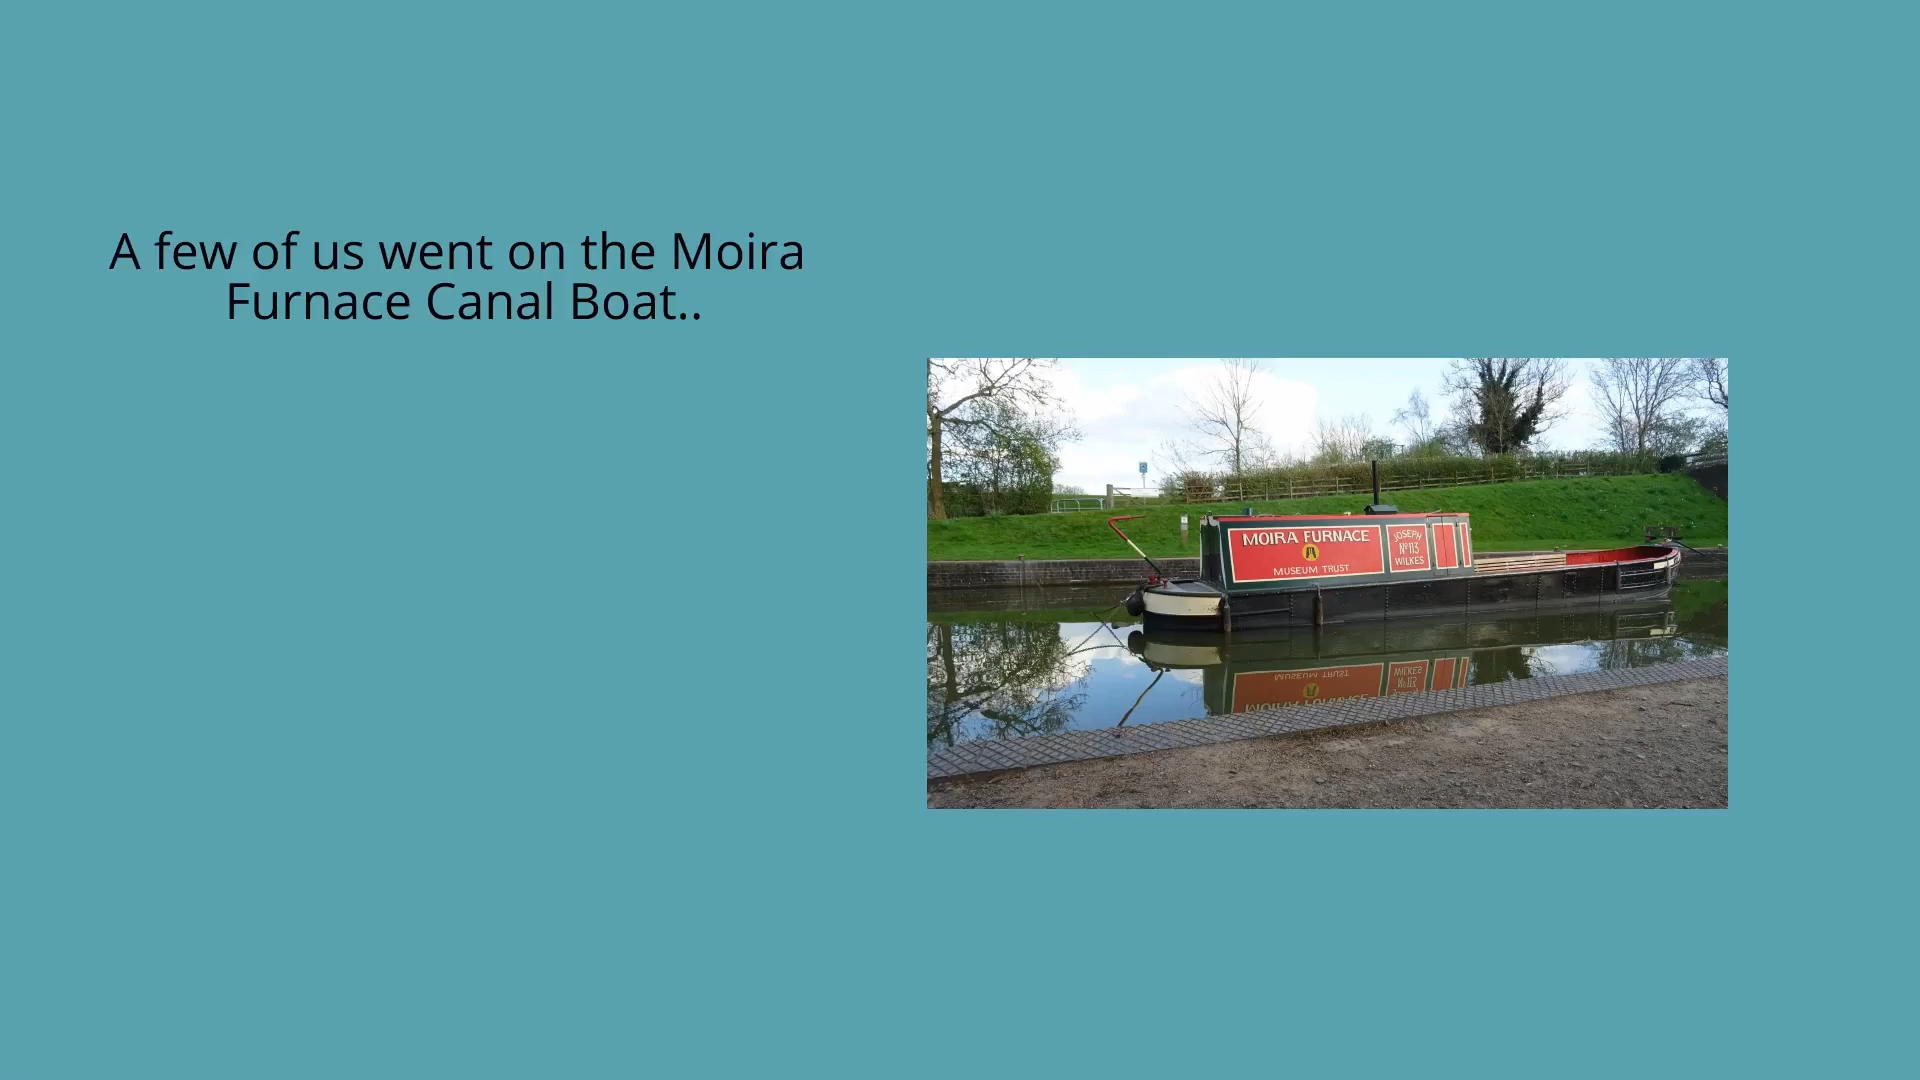 A few of us went on the Moira
Furnace Canal Boat..
MOIRA FURNACE
MUSEUM TRUST
JOSEPH
Nº 113
WILKES